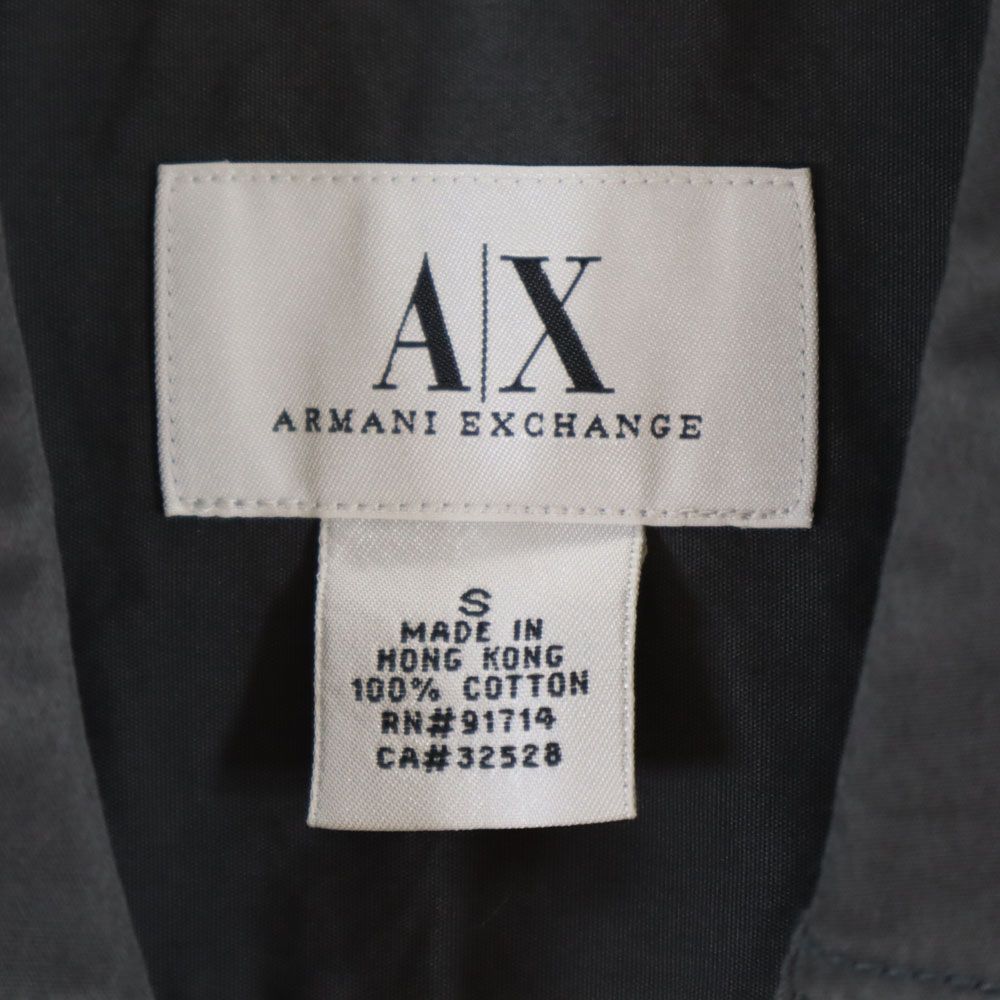 A|X
ARMANI EXCHANGE
S
MADE IN
HONG KONG
100% COTTON
RN#91714
CA#32528